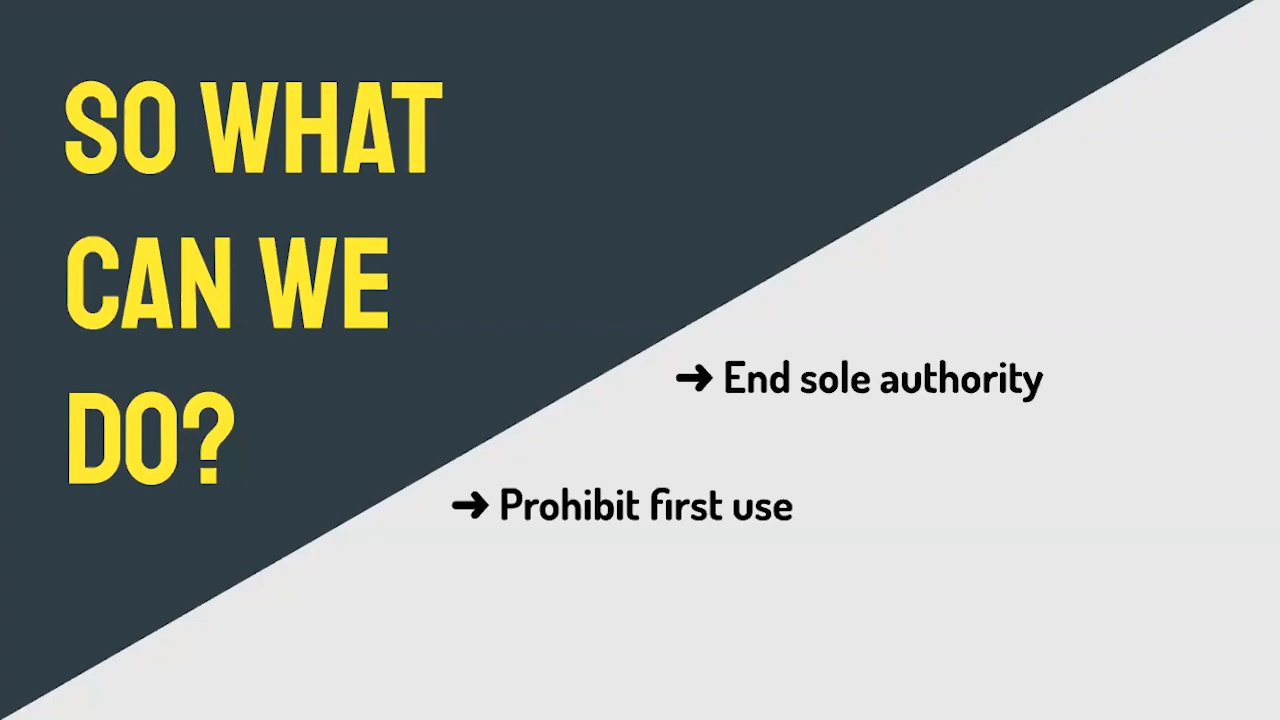 SO WHAT
CAN WE
DO?
➜ End sole authority
➜ Prohibit first use